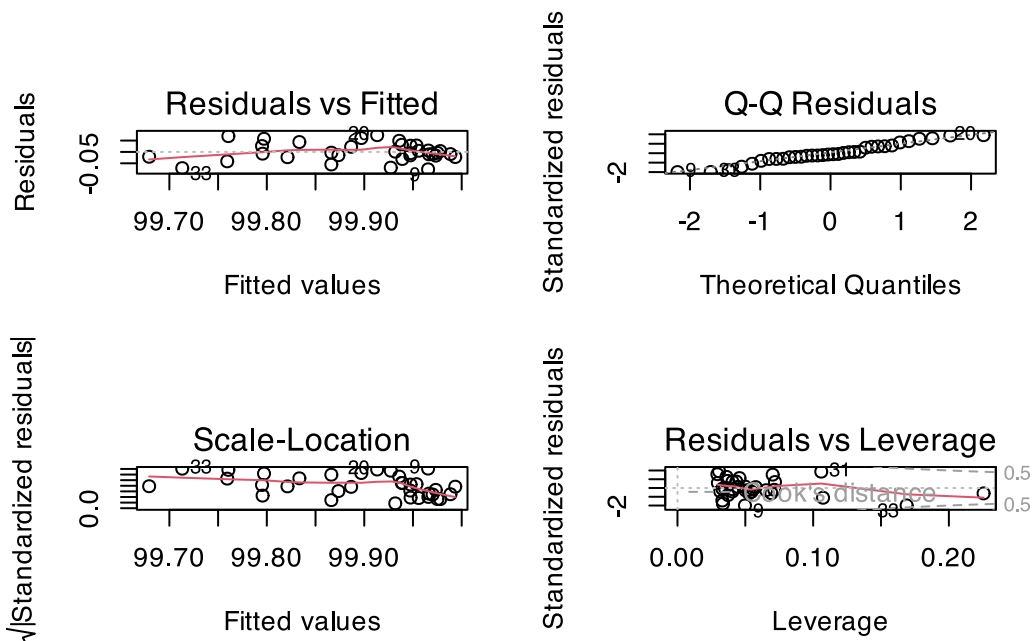 Residuals vs Fitted
Residuals
-0.05
20
33
9
99.70 99.80 99.90
Fitted values
Q-Q Residuals
Standardized residuals
-2
20
9
-2 -1 0 1 2
Theoretical Quantiles
Scale-Location
√|Standardized residuals|
0.0
33
20
9
99.70 99.80 99.90
Fitted values
Residuals vs Leverage
Standardized residuals
-2
31
0.5
Cook's distance
0.5
9
33
0.00 0.10 0.20
Leverage